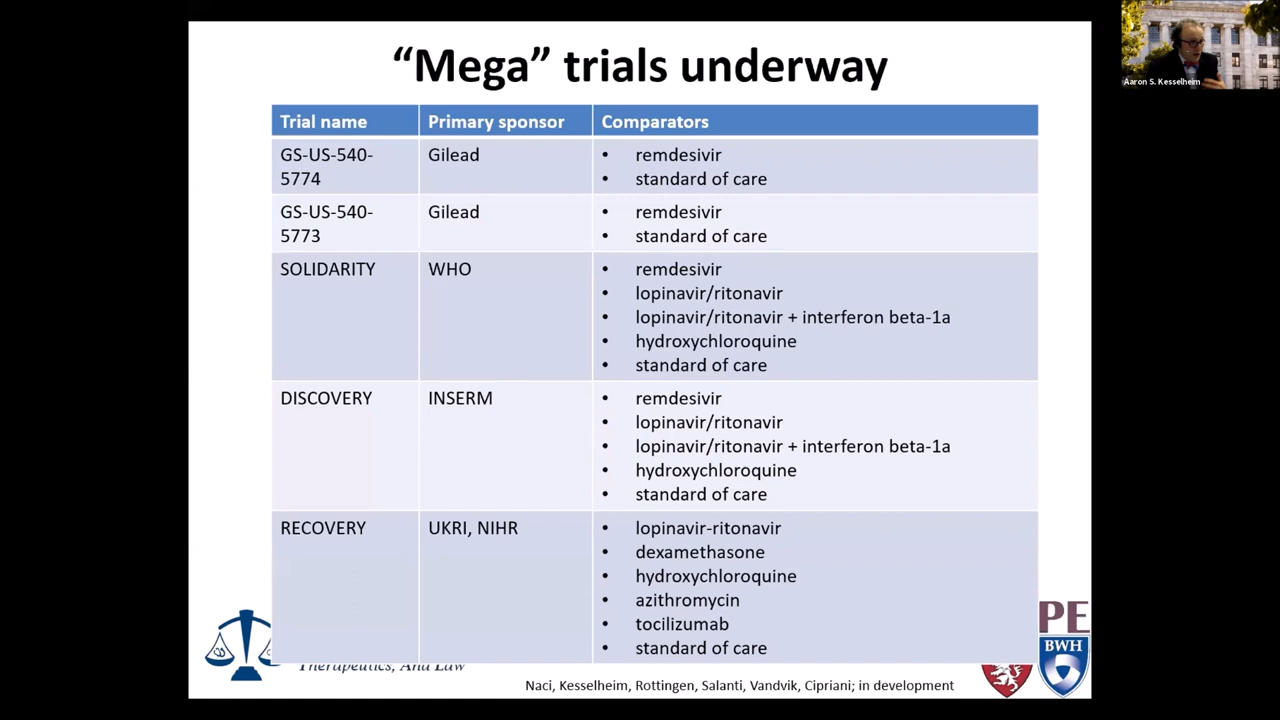 “Mega” trials underway
Aaron S. Kesselheim
Trial name Primary sponsor Comparators
GS-US-540-5774 Gilead • remdesivir
• standard of care
GS-US-540-5773 Gilead • remdesivir
• standard of care
SOLIDARITY WHO • remdesivir
• lopinavir/ritonavir
• lopinavir/ritonavir + interferon beta-1a
• hydroxychloroquine
• standard of care
DISCOVERY INSERM • remdesivir
• lopinavir/ritonavir
• lopinavir/ritonavir + interferon beta-1a
• hydroxychloroquine
• standard of care
RECOVERY UKRI, NIHR • lopinavir-ritonavir
• dexamethasone
• hydroxychloroquine
• azithromycin
• tocilizumab
• standard of care
PE
BWH
Therapeutics, And Law
Naci, Kesselheim, Rottingen, Salanti, Vandvik, Cipriani; in development